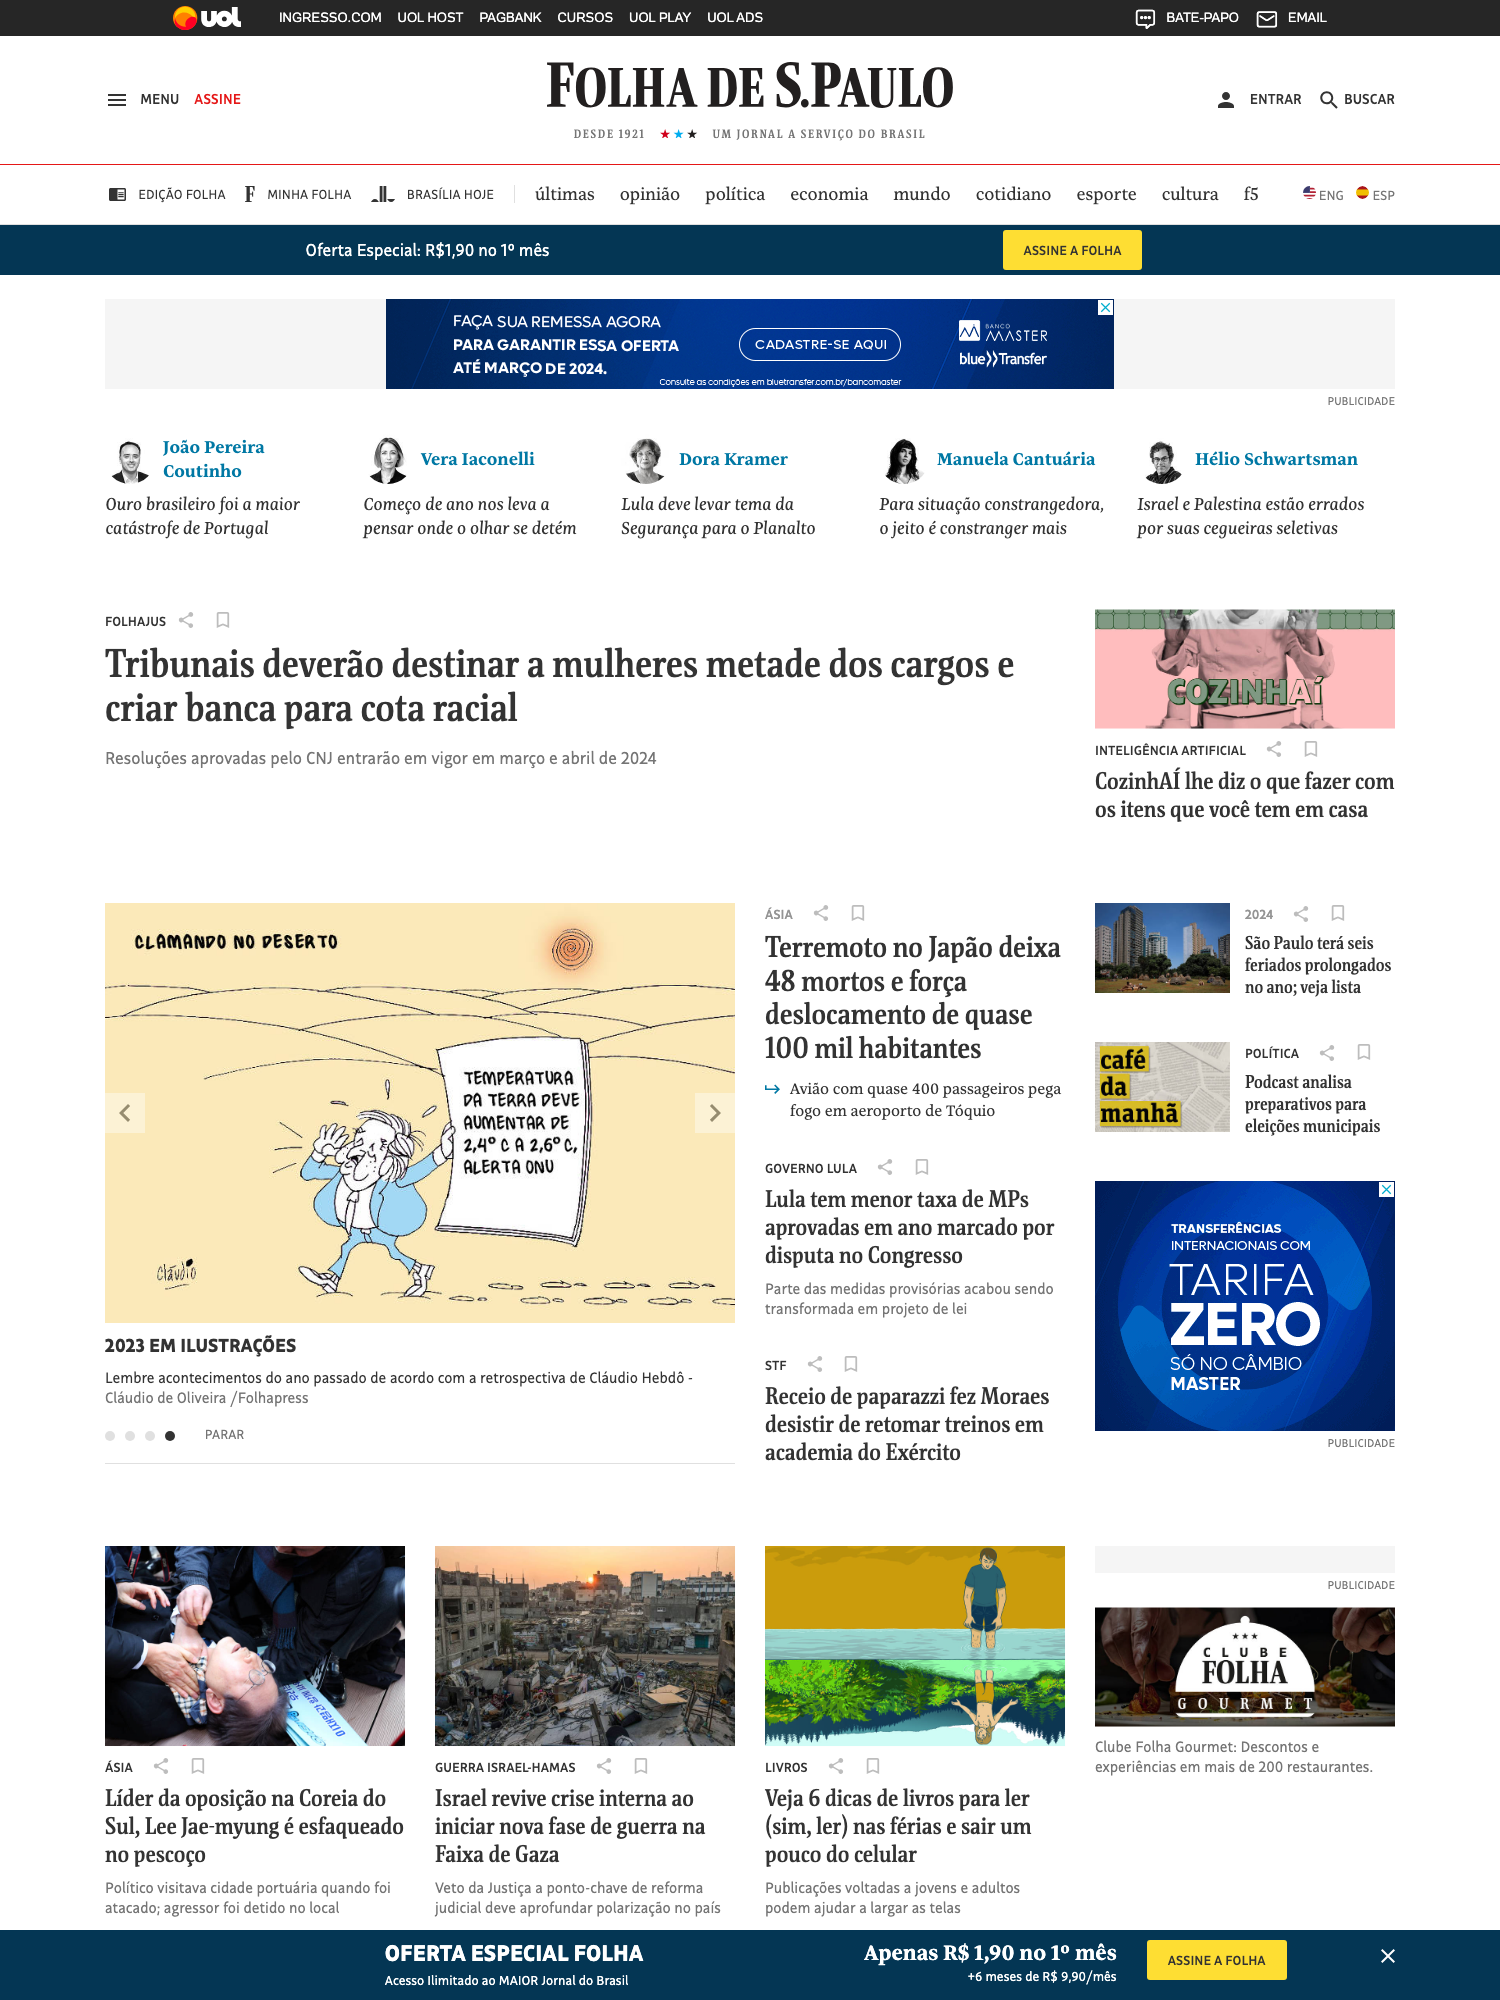 uol INGRESSO.COM UOL HOST PAGBANK CURSOS UOL PLAY UOL ADS BATE-PAPO EMAIL
MENU ASSINE FOLHA DE S.PAULO ENTRAR BUSCAR
DESDE 1921 ★★★ UM JORNAL A SERVIÇO DO BRASIL
EDIÇÃO FOLHA F MINHA FOLHA BRASÍLIA HOJE últimas opinião política economia mundo cotidiano esporte cultura f5 ENG ESP
Oferta Especial: R$1,90 no 1º mês ASSINE A FOLHA
FAÇA SUA REMESSA AGORA
PARA GARANTIR ESSA OFERTA
ATÉ MARÇO DE 2024.
CADASTRE-SE AQUI
Consulte as condições em bluetransfer.com.br/bancomaster
BANCO
MASTER
blue Transfer
PUBLICIDADE
João Pereira
Coutinho
Ouro brasileiro foi a maior
catástrofe de Portugal
Vera Iaconelli
Começo de ano nos leva a
pensar onde o olhar se detém
Dora Kramer
Lula deve levar tema da
Segurança para o Planalto
Manuela Cantuária
Para situação constrangedora,
o jeito é constranger mais
Hélio Schwartsman
Israel e Palestina estão errados
por suas cegueiras seletivas
FOLHAJUS
Tribunais deverão destinar a mulheres metade dos cargos e
criar banca para cota racial
Resoluções aprovadas pelo CNJ entrarão em vigor em março e abril de 2024
COZINHAÍ
INTELIGÊNCIA ARTIFICIAL
CozinhAÍ lhe diz o que fazer com
os itens que você tem em casa
CLAMANDO NO DESERTO
TEMPERATURA
DA TERRA DEVE
AUMENTAR DE
2,4º C A 2,6º C,
ALERTA ONU
Cláudio
2023 EM ILUSTRAÇÕES
Lembre acontecimentos do ano passado de acordo com a retrospectiva de Cláudio Hebdô -
Cláudio de Oliveira /Folhapress
PARAR
ÁSIA
Terremoto no Japão deixa
48 mortos e força
deslocamento de quase
100 mil habitantes
Avião com quase 400 passageiros pega
fogo em aeroporto de Tóquio
GOVERNO LULA
Lula tem menor taxa de MPs
aprovadas em ano marcado por
disputa no Congresso
Parte das medidas provisórias acabou sendo
transformada em projeto de lei
STF
Receio de paparazzi fez Moraes
desistir de retomar treinos em
academia do Exército
2024
São Paulo terá seis
feriados prolongados
no ano; veja lista
café
da
manhã
POLÍTICA
Podcast analisa
preparativos para
eleições municipais
TRANSFERÊNCIAS
INTERNACIONAIS COM
TARIFA
ZERO
SÓ NO CÂMBIO
MASTER
PUBLICIDADE
ÁSIA
Líder da oposição na Coreia do
Sul, Lee Jae-myung é esfaqueado
no pescoço
Político visitava cidade portuária quando foi
atacado; agressor foi detido no local
GUERRA ISRAEL-HAMAS
Israel revive crise interna ao
iniciar nova fase de guerra na
Faixa de Gaza
Veto da Justiça a ponto-chave de reforma
judicial deve aprofundar polarização no país
LIVROS
Veja 6 dicas de livros para ler
(sim, ler) nas férias e sair um
pouco do celular
Publicações voltadas a jovens e adultos
podem ajudar a largar as telas
PUBLICIDADE
★★★
CLUBE
FOLHA
GOURMET
Clube Folha Gourmet: Descontos e
experiências em mais de 200 restaurantes.
OFERTA ESPECIAL FOLHA
Acesso Ilimitado ao MAIOR Jornal do Brasil
Apenas R$ 1,90 no 1º mês
+6 meses de R$ 9,90/mês
ASSINE A FOLHA